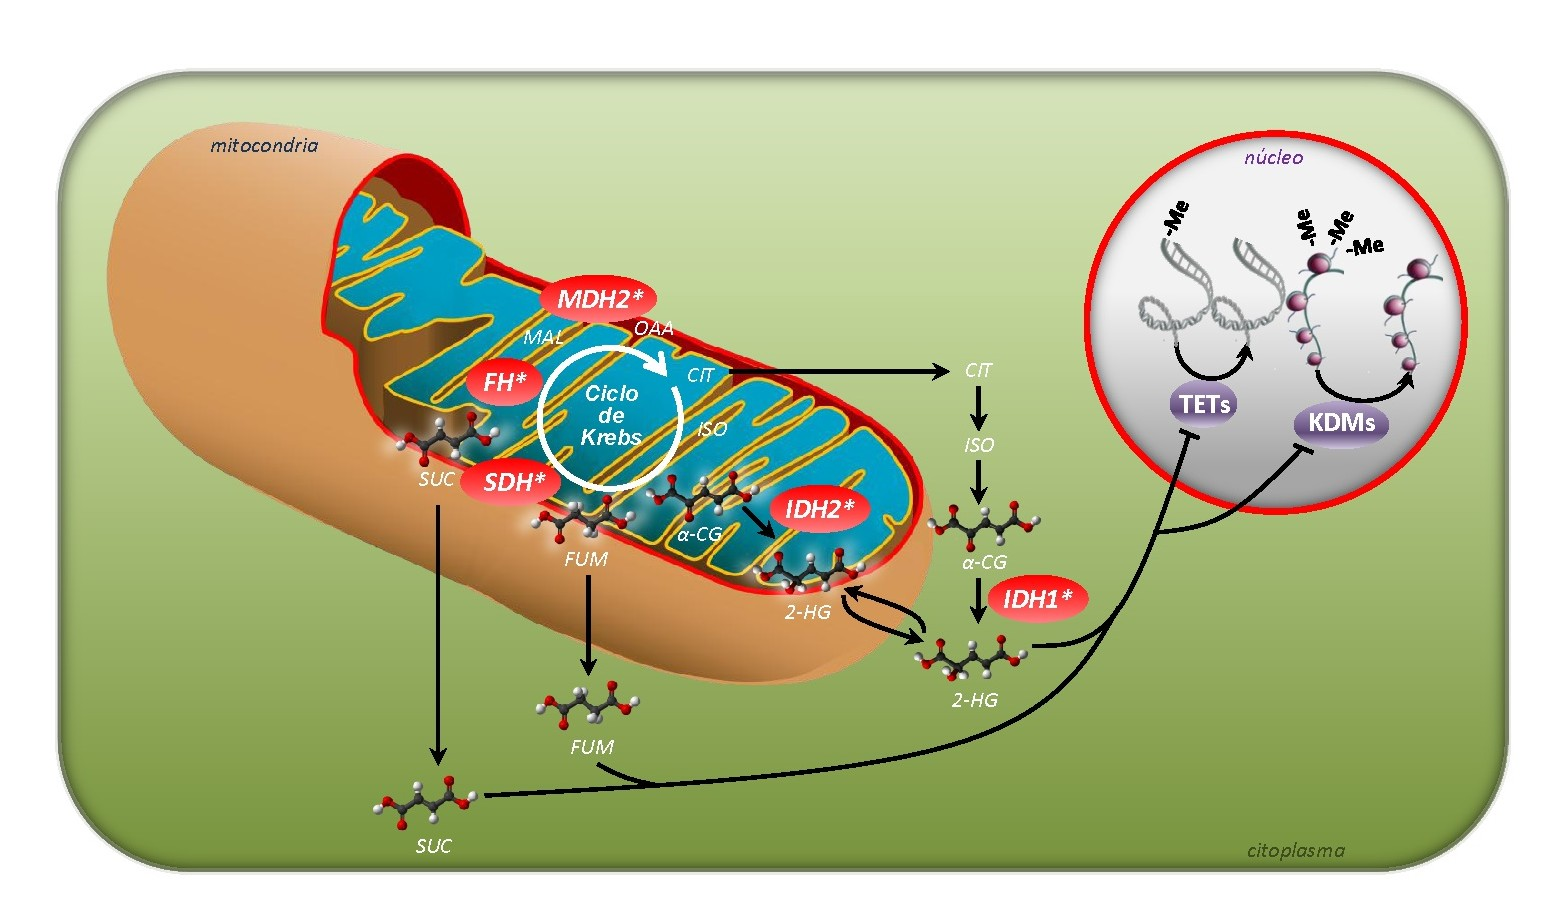 mitocondria
núcleo
-Me
-Me
-Me
-Me
MDH2*
MAL
OAA
FH*
CIT
CIT
Ciclo
de
Krebs
ISO
ISO
TETs
KDMs
SUC
SDH*
IDH2*
α-CG
FUM
α-CG
2-HG
IDH1*
2-HG
FUM
SUC
citoplasma